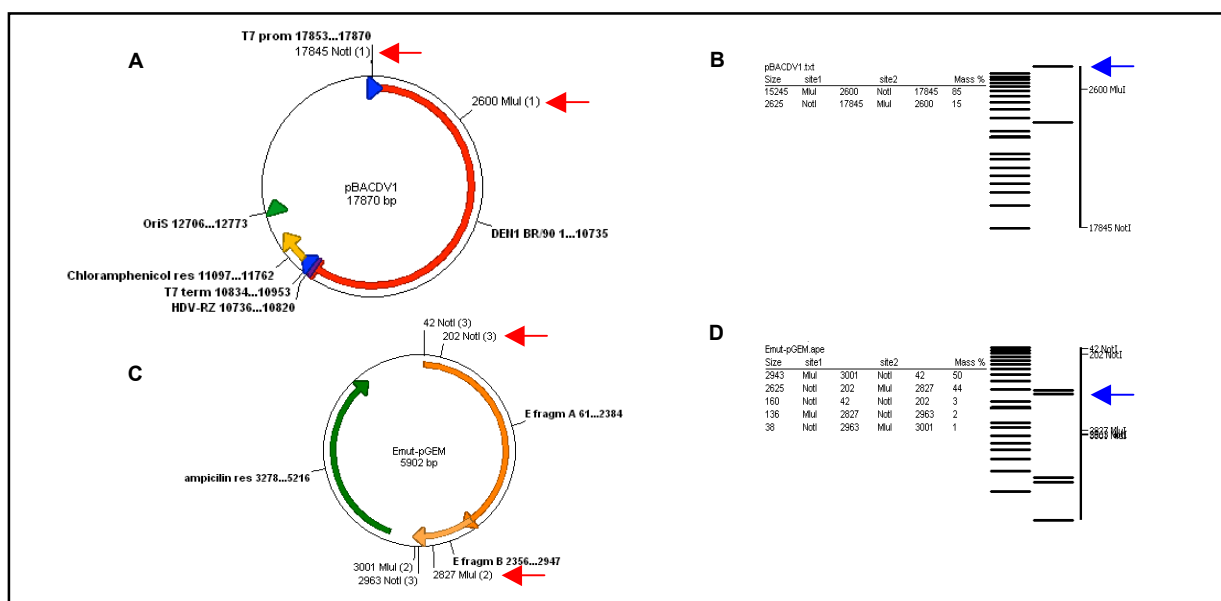 A
T7 prom 17853...17870
17845 NotI (1)
2600 MluI (1)
pBACDV1
17870 bp
OriS 12706...12773
DEN1 BR/90 1...10735
Chloramphenicol res 11097...11762
T7 term 10834...10953
HDV-RZ 10736...10820
B
pBACDV1.txt
Size site1 site2 Mass %
15245 MluI 2600 NotI 17845 85
2625 NotI 17845 MluI 2600 15
2600 MluI
17845 NotI
C
42 NotI (3)
202 NotI (3)
E fragm A 61...2384
Emut-pGEM
5902 bp
ampicilin res 3278...5216
E fragm B 2356...2947
3001 MluI (2)
2963 NotI (3)
2827 MluI (2)
D
Emut-pGEM.ape
Size site1 site2 Mass %
2943 MluI 3001 NotI 42 50
2625 NotI 202 MluI 2827 44
160 NotI 42 NotI 202 3
136 MluI 2827 NotI 2963 2
38 NotI 2963 MluI 3001 1
42 NotI
202 NotI
2827 MluI